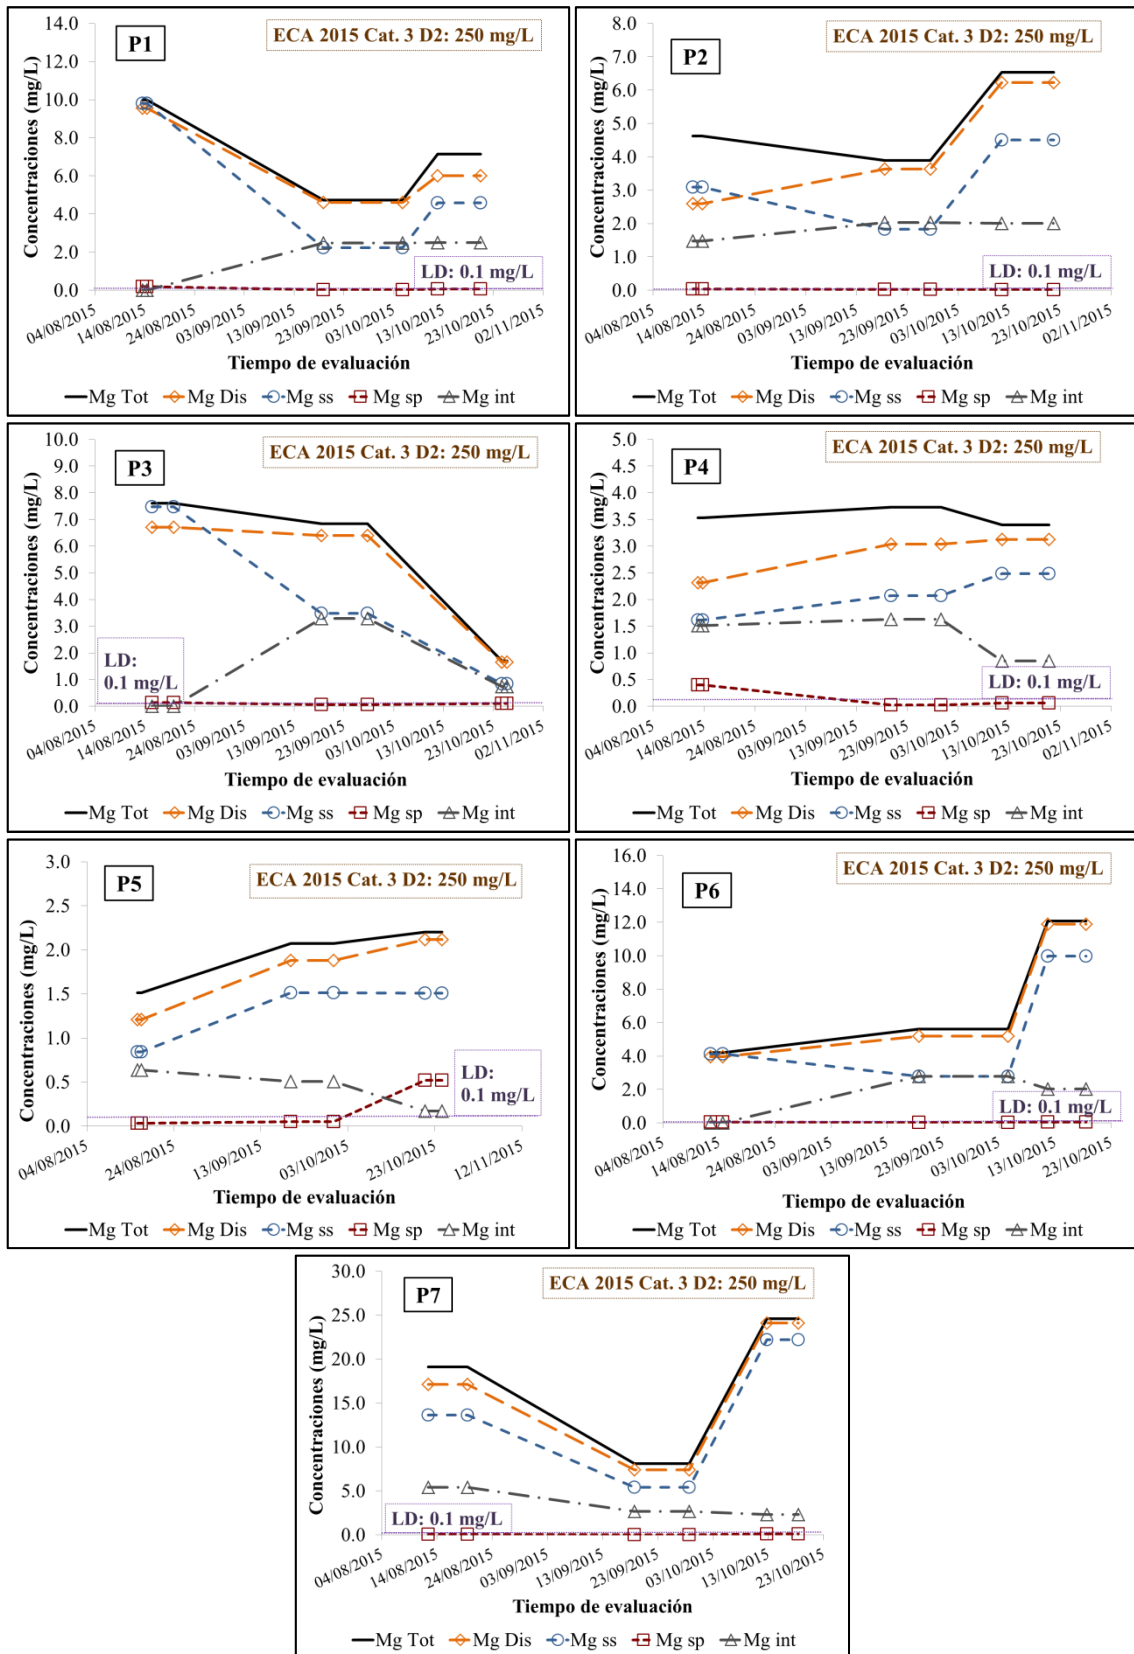 P1
ECA 2015 Cat. 3 D2: 250 mg/L
Concentraciones (mg/L)
14.0
12.0
10.0
8.0
6.0
4.0
2.0
0.0
LD: 0.1 mg/L
04/08/2015 14/08/2015 24/08/2015 03/09/2015 13/09/2015 23/09/2015 03/10/2015 13/10/2015 23/10/2015 02/11/2015
Tiempo de evaluación
Mg Tot Mg Dis Mg ss Mg sp Mg int
P2
ECA 2015 Cat. 3 D2: 250 mg/L
Concentraciones (mg/L)
8.0
7.0
6.0
5.0
4.0
3.0
2.0
1.0
0.0
LD: 0.1 mg/L
04/08/2015 14/08/2015 24/08/2015 03/09/2015 13/09/2015 23/09/2015 03/10/2015 13/10/2015 23/10/2015 02/11/2015
Tiempo de evaluación
Mg Tot Mg Dis Mg ss Mg sp Mg int
P3
ECA 2015 Cat. 3 D2: 250 mg/L
Concentraciones (mg/L)
10.0
9.0
8.0
7.0
6.0
5.0
4.0
3.0
2.0
1.0
0.0
LD:
0.1 mg/L
04/08/2015 14/08/2015 24/08/2015 03/09/2015 13/09/2015 23/09/2015 03/10/2015 13/10/2015 23/10/2015 02/11/2015
Tiempo de evaluación
Mg Tot Mg Dis Mg ss Mg sp Mg int
P4
ECA 2015 Cat. 3 D2: 250 mg/L
Concentraciones (mg/L)
5.0
4.5
4.0
3.5
3.0
2.5
2.0
1.5
1.0
0.5
0.0
LD: 0.1 mg/L
04/08/2015 14/08/2015 24/08/2015 03/09/2015 13/09/2015 23/09/2015 03/10/2015 13/10/2015 23/10/2015 02/11/2015
Tiempo de evaluación
Mg Tot Mg Dis Mg ss Mg sp Mg int
P5
ECA 2015 Cat. 3 D2: 250 mg/L
Concentraciones (mg/L)
3.0
2.5
2.0
1.5
1.0
0.5
0.0
LD:
0.1 mg/L
04/08/2015 24/08/2015 13/09/2015 03/10/2015 23/10/2015 12/11/2015
Tiempo de evaluación
Mg Tot Mg Dis Mg ss Mg sp Mg int
P6
ECA 2015 Cat. 3 D2: 250 mg/L
Concentraciones (mg/L)
16.0
14.0
12.0
10.0
8.0
6.0
4.0
2.0
0.0
LD: 0.1 mg/L
04/08/2015 14/08/2015 24/08/2015 03/09/2015 13/09/2015 23/09/2015 03/10/2015 13/10/2015 23/10/2015
Tiempo de evaluación
Mg Tot Mg Dis Mg ss Mg sp Mg int
P7
ECA 2015 Cat. 3 D2: 250 mg/L
Concentraciones (mg/L)
30.0
25.0
20.0
15.0
10.0
5.0
0.0
LD: 0.1 mg/L
04/08/2015 14/08/2015 24/08/2015 03/09/2015 13/09/2015 23/09/2015 03/10/2015 13/10/2015 23/10/2015
Tiempo de evaluación
Mg Tot Mg Dis Mg ss Mg sp Mg int